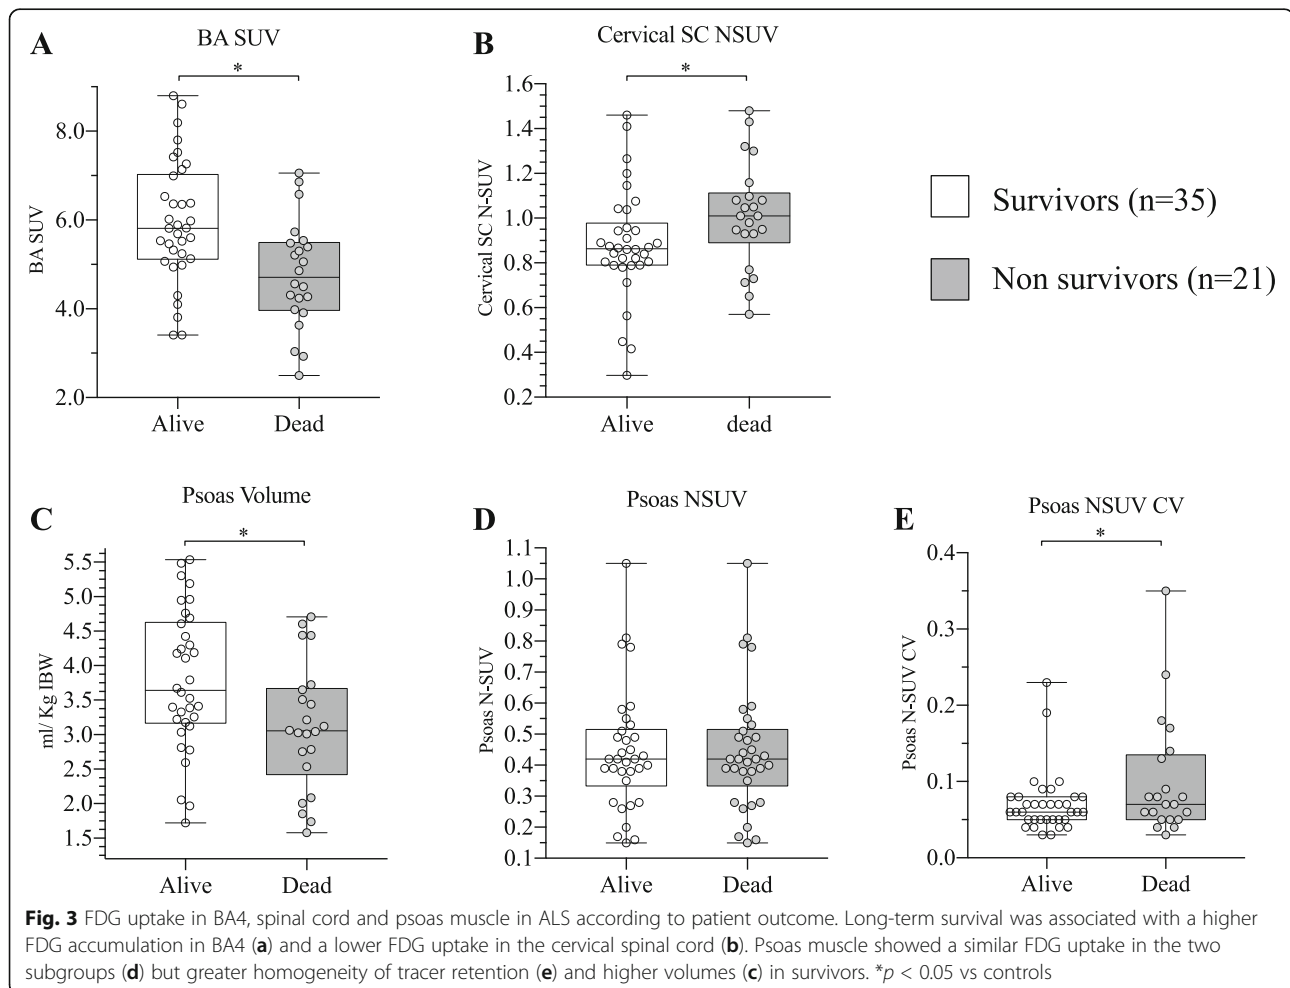 A
BA SUV
*
BA SUV
8.0
6.0
4.0
2.0
Alive Dead
B
Cervical SC NSUV
*
Cervical SC N-SUV
1.6
1.4
1.2
1.0
0.8
0.6
0.4
0.2
Alive dead
Survivors (n=35)
Non survivors (n=21)
C
Psoas Volume
*
ml/ Kg IBW
5.5
5.0
4.5
4.0
3.5
3.0
2.5
2.0
1.5
Alive Dead
D
Psoas NSUV
Psoas N-SUV
1.1
1.0
0.9
0.8
0.7
0.6
0.5
0.4
0.3
0.2
0.1
Alive Dead
E
Psoas NSUV CV
*
Psoas N-SUV CV
0.4
0.3
0.2
0.1
0.0
Alive Dead
Fig. 3 FDG uptake in BA4, spinal cord and psoas muscle in ALS according to patient outcome. Long-term survival was associated with a higher
FDG accumulation in BA4 (a) and a lower FDG uptake in the cervical spinal cord (b). Psoas muscle showed a similar FDG uptake in the two
subgroups (d) but greater homogeneity of tracer retention (e) and higher volumes (c) in survivors. *p < 0.05 vs controls